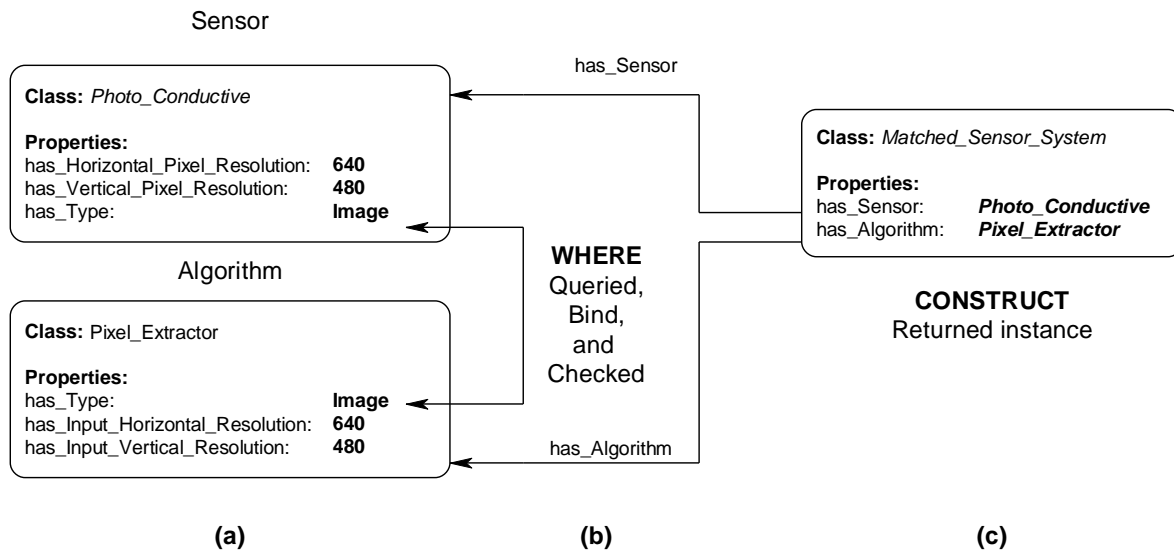 Sensor
Class: Photo_Conductive
Properties:
has_Horizontal_Pixel_Resolution: 640
has_Vertical_Pixel_Resolution: 480
has_Type: Image
Algorithm
Class: Pixel_Extractor
Properties:
has_Type: Image
has_Input_Horizontal_Resolution: 640
has_Input_Vertical_Resolution: 480
has_Sensor
WHERE
Queried,
Bind,
and
Checked
has_Algorithm
Class: Matched_Sensor_System
Properties:
has_Sensor: Photo_Conductive
has_Algorithm: Pixel_Extractor
CONSTRUCT
Returned instance
(a)
(b)
(c)